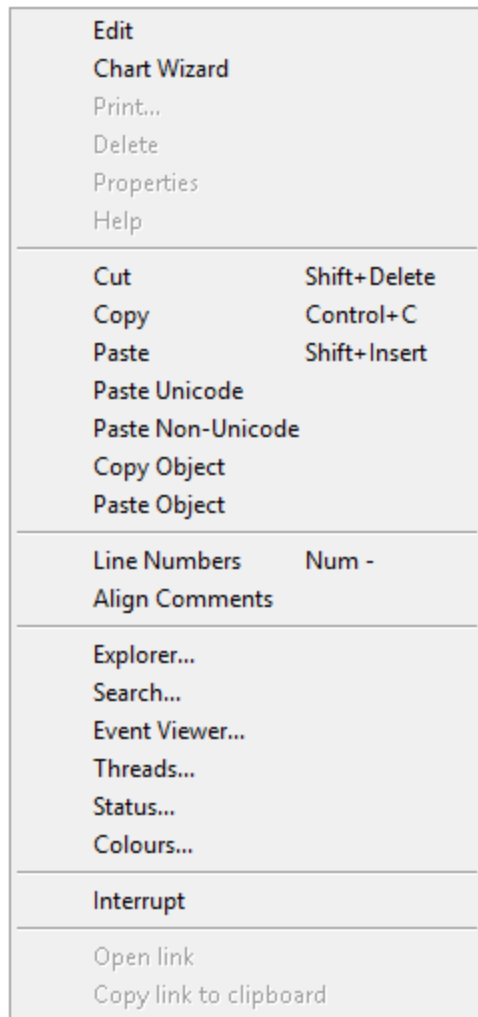 Edit
Chart Wizard
Print...
Delete
Properties
Help
Cut Shift+Delete
Copy Control+C
Paste Shift+Insert
Paste Unicode
Paste Non-Unicode
Copy Object
Paste Object
Line Numbers Num -
Align Comments
Explorer...
Search...
Event Viewer...
Threads...
Status...
Colours...
Interrupt
Open link
Copy link to clipboard